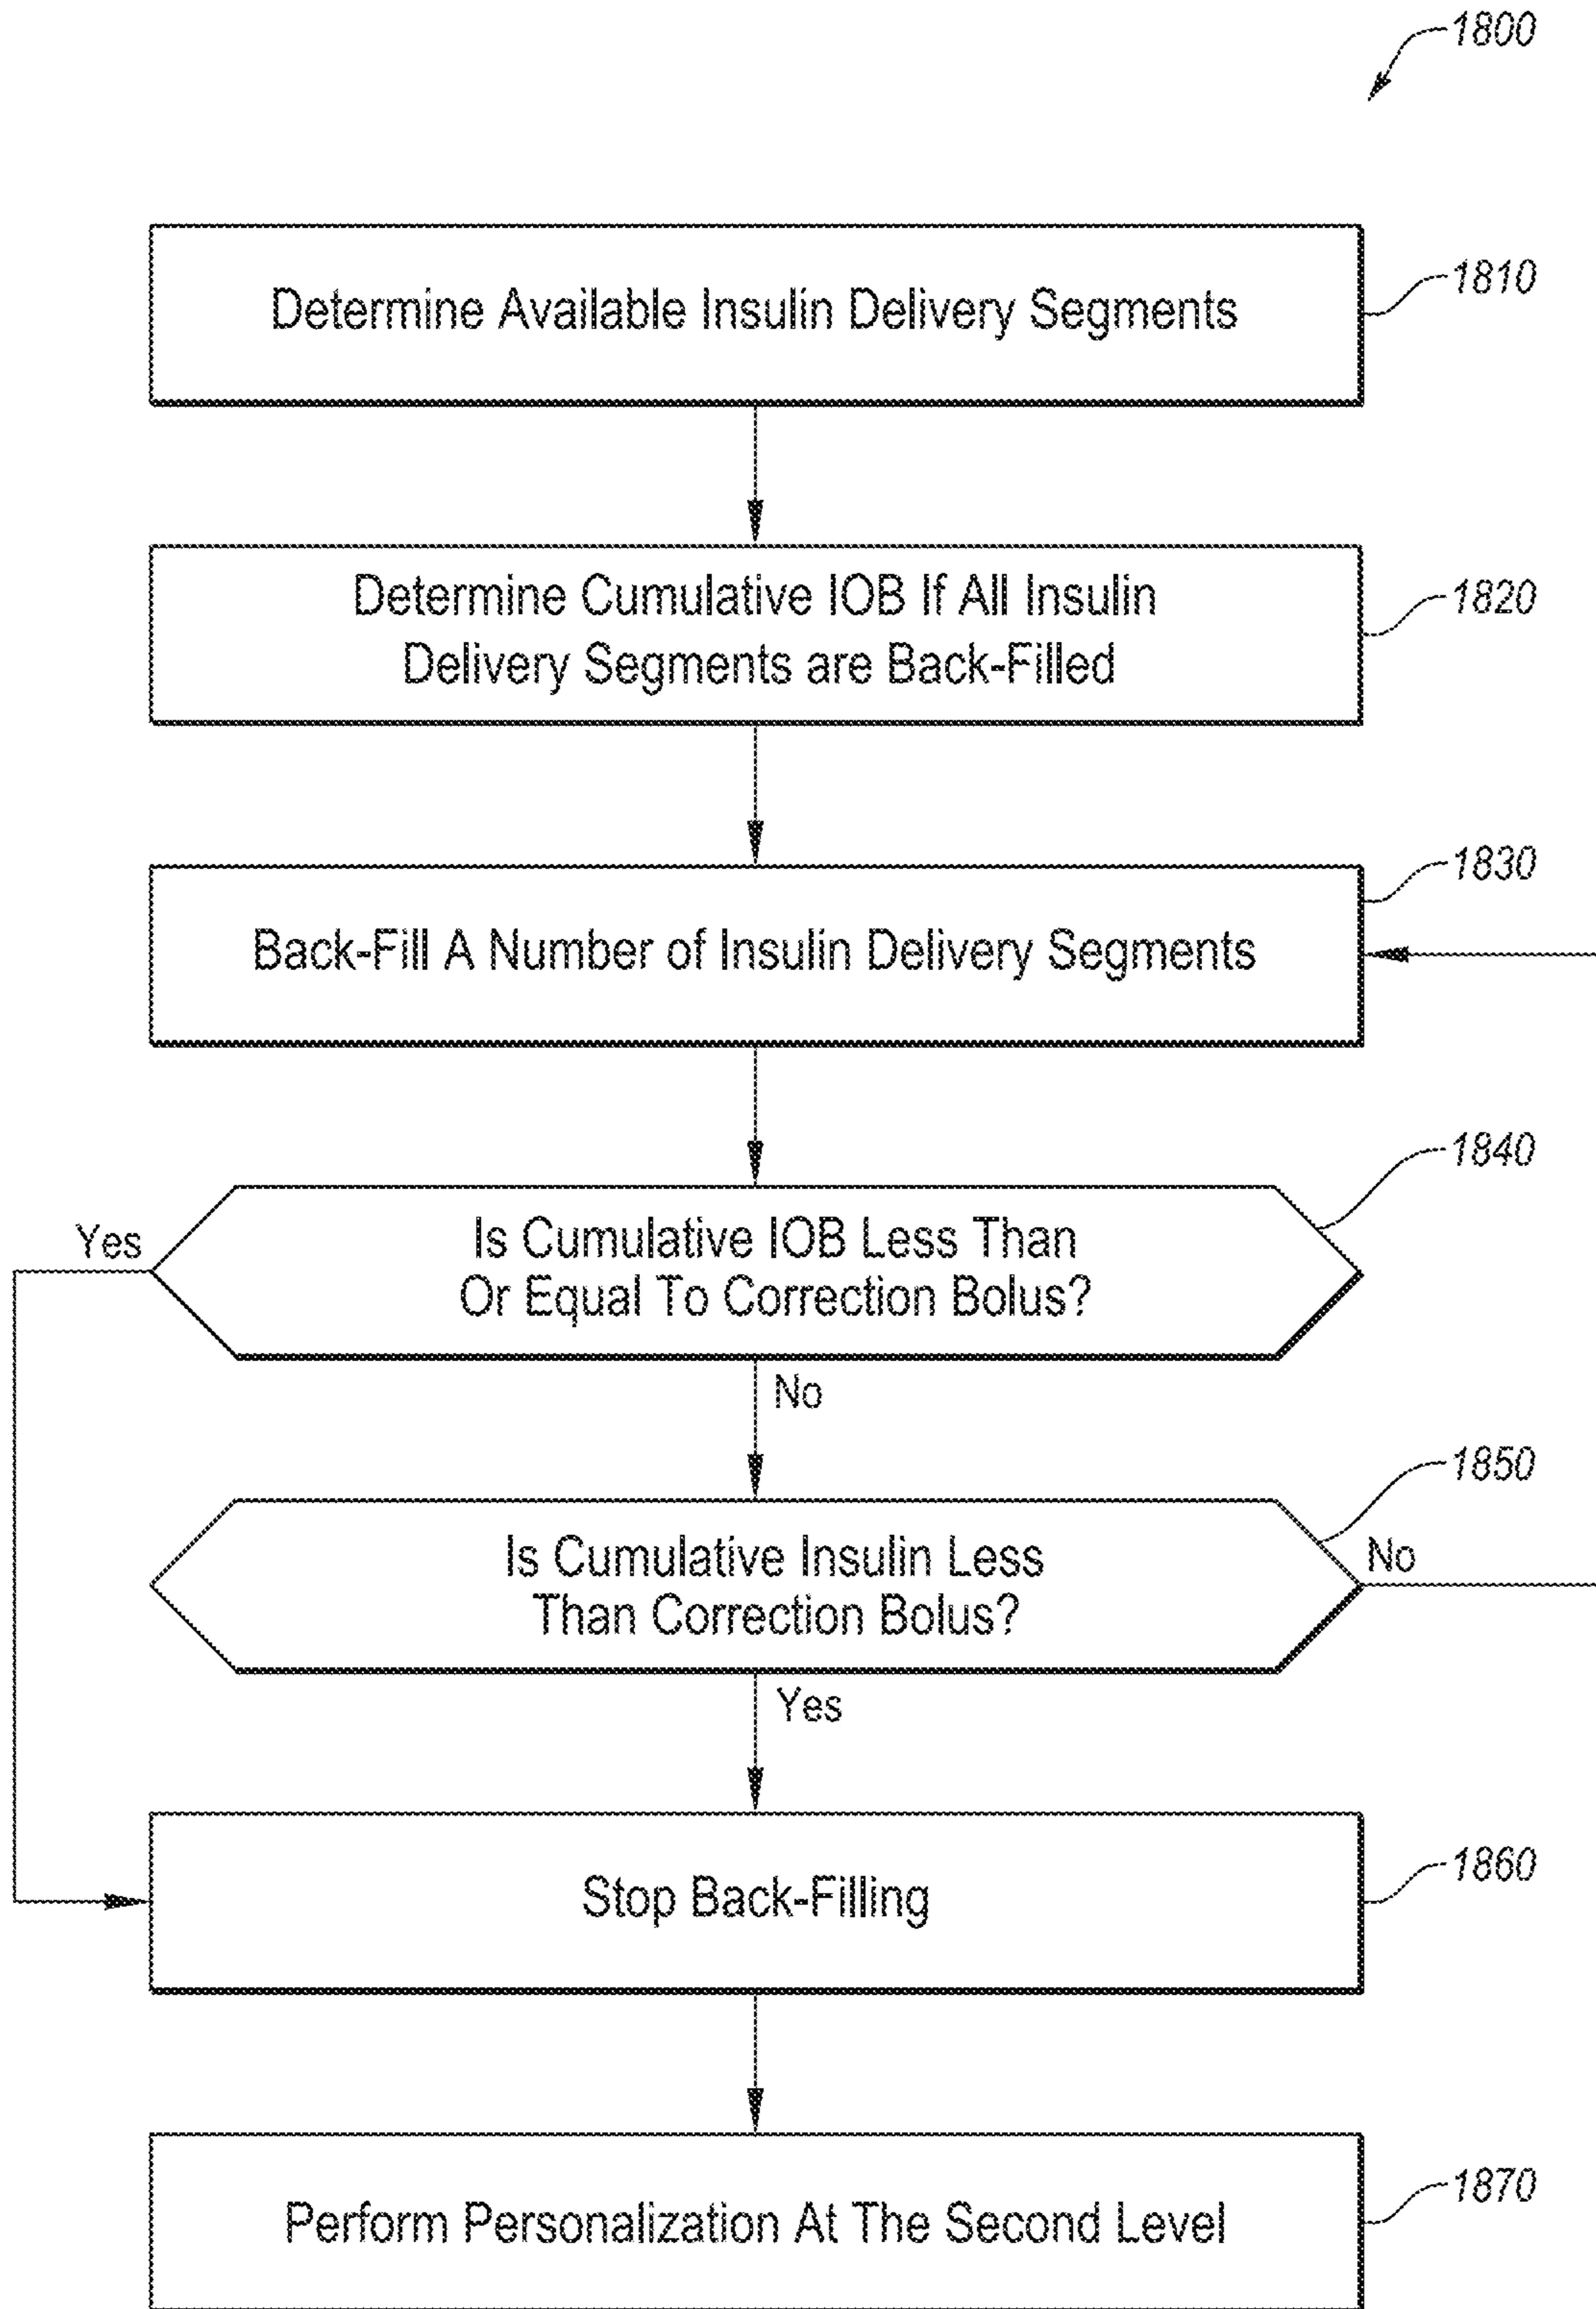 1800
Determine Available Insulin Delivery Segments
1810
Determine Cumulative IOB If All Insulin
Delivery Segments are Back-Filled
1820
Back-Fill A Number of Insulin Delivery Segments
1830
Is Cumulative IOB Less Than
Or Equal To Correction Bolus?
1840
Yes
No
Is Cumulative Insulin Less
Than Correction Bolus?
1850
No
Yes
Stop Back-Filling
1860
Perform Personalization At The Second Level
1870